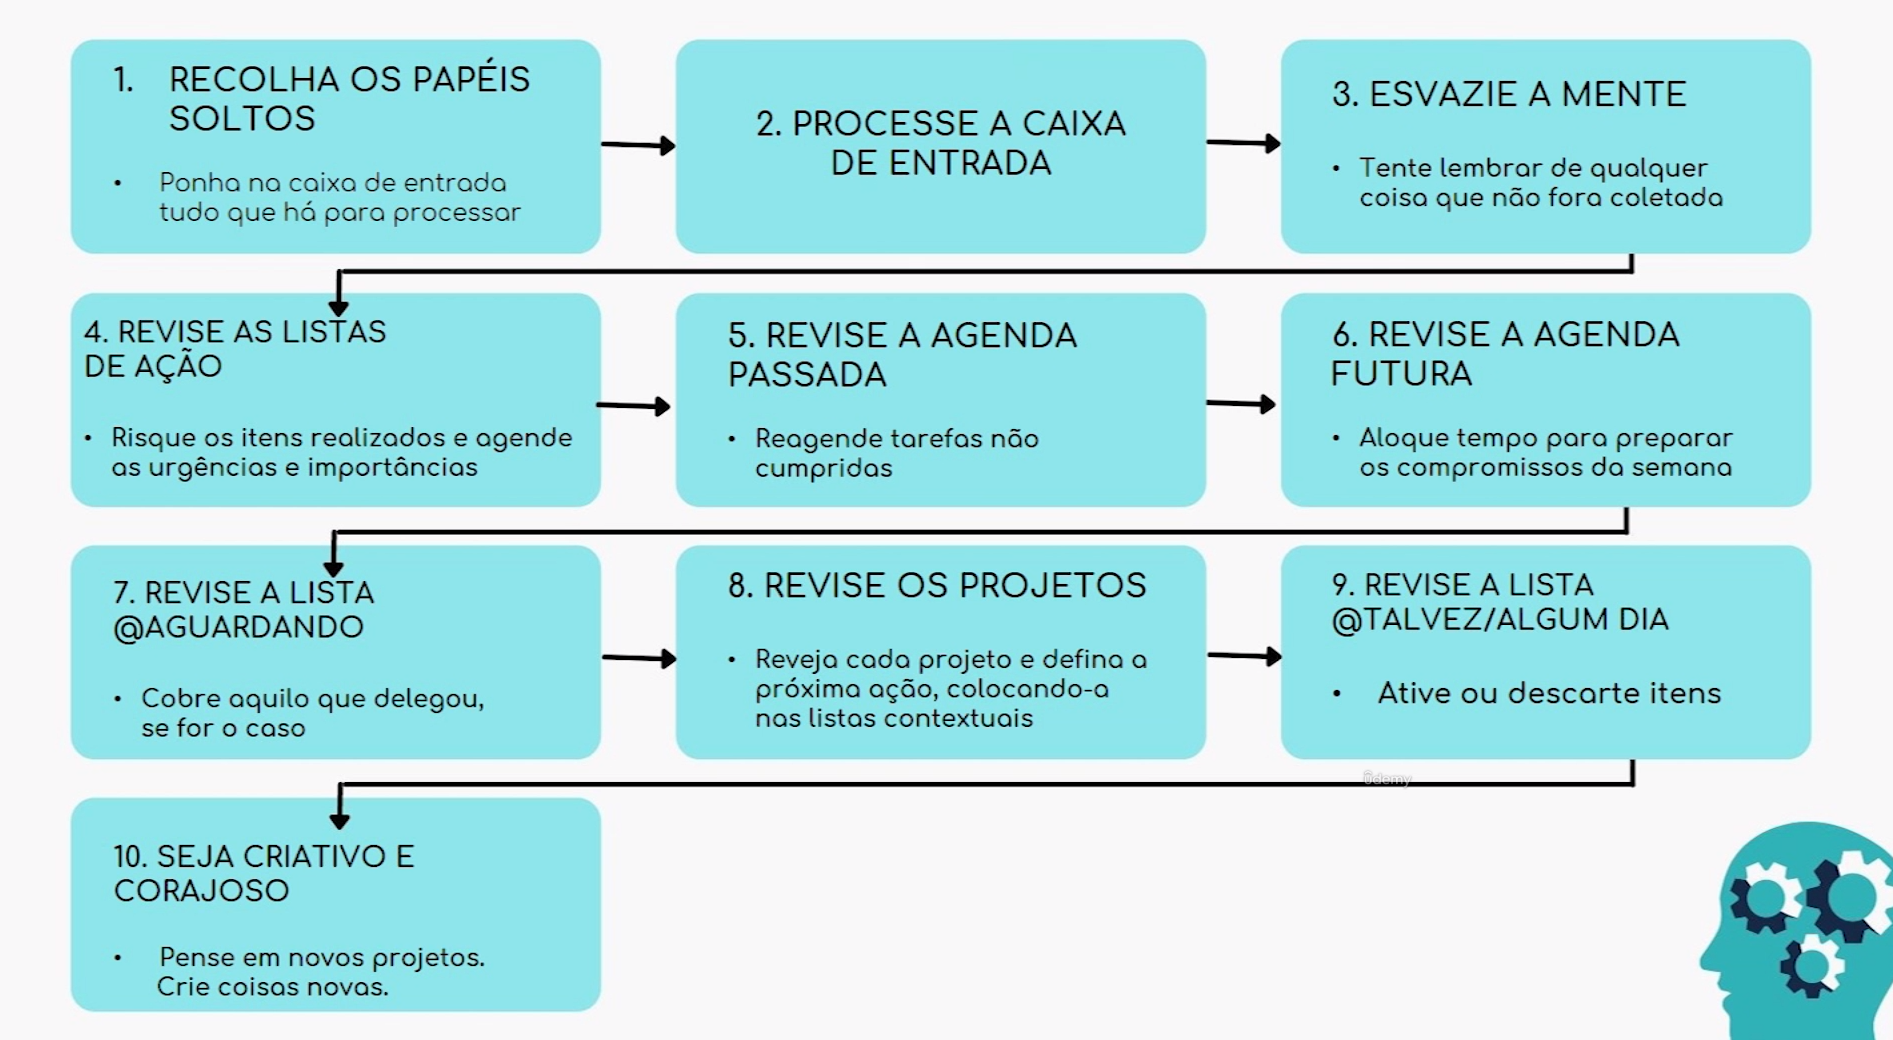 1. RECOLHA OS PAPÉIS
SOLTOS
• Ponha na caixa de entrada
tudo que há para processar
2. PROCESSE A CAIXA
DE ENTRADA
3. ESVAZIE A MENTE
• Tente lembrar de qualquer
coisa que não fora coletada
4. REVISE AS LISTAS
DE AÇÃO
• Risque os itens realizados e agende
as urgências e importâncias
5. REVISE A AGENDA
PASSADA
• Reagende tarefas não
cumpridas
6. REVISE A AGENDA
FUTURA
• Aloque tempo para preparar
os compromissos da semana
7. REVISE A LISTA
@AGUARDANDO
• Cobre aquilo que delegou,
se for o caso
8. REVISE OS PROJETOS
• Reveja cada projeto e defina a
próxima ação, colocando-a
nas listas contextuais
9. REVISE A LISTA
@TALVEZ/ALGUM DIA
• Ative ou descarte itens
ûdemy
10. SEJA CRIATIVO E
CORAJOSO
• Pense em novos projetos.
Crie coisas novas.